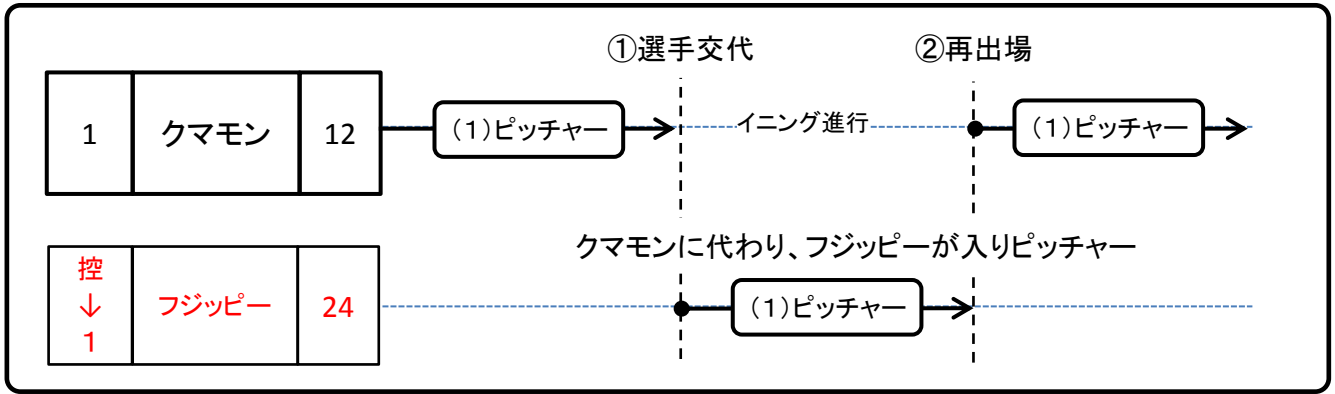 ①選手交代
②再出場
1 クマモン 12
(1)ピッチャー
イニング進行
(1)ピッチャー
クマモンに代わり、フジッピーが入りピッチャー
控
↓
1
フジッピー 24
(1)ピッチャー